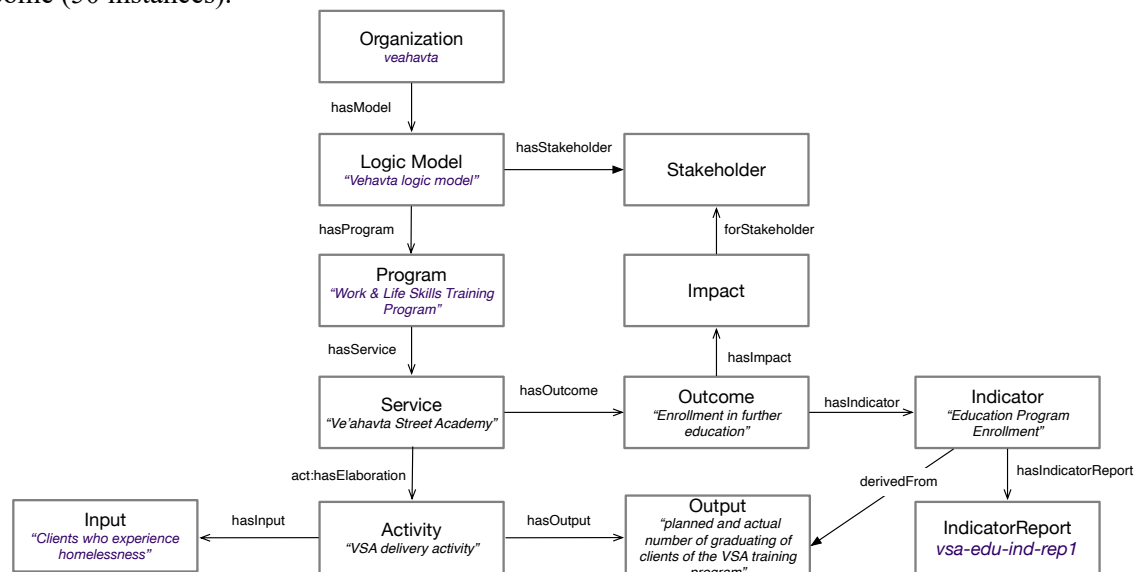 Organization
veahavta
hasModel
Logic Model
“Vehavta logic model”
hasStakeholder
Stakeholder
hasProgram
forStakeholder
Program
“Work & Life Skills Training
Program”
Impact
hasService
hasImpact
Service
“Ve’ahavta Street Academy”
hasOutcome
Outcome
“Enrollment in further
education”
hasIndicator
Indicator
“Education Program
Enrollment”
act:hasElaboration
derivedFrom
hasIndicatorReport
Input
“Clients who experience
homelessness”
hasInput
Activity
“VSA delivery activity”
hasOutput
Output
“planned and actual
number of graduating of
clients of the VSA training
program”
IndicatorReport
vsa-edu-ind-rep1